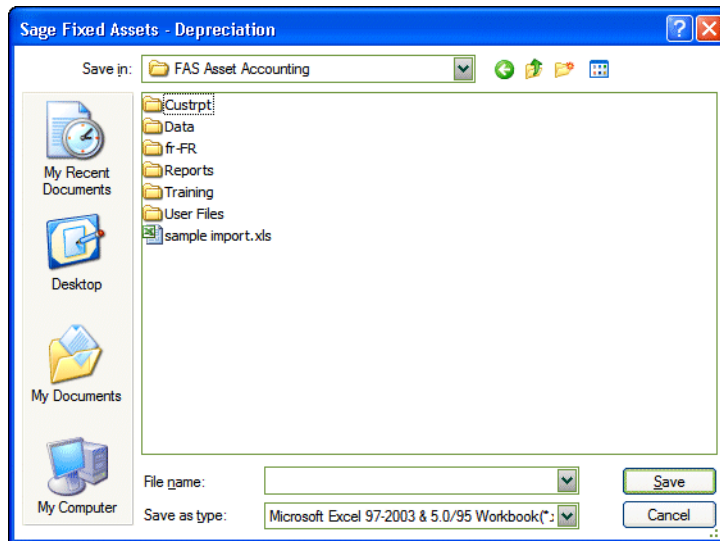 Sage Fixed Assets - Depreciation
Save in: FAS Asset Accounting
Custrpt
Data
fr-FR
Reports
Training
User Files
sample import.xls
My Recent
Documents
Desktop
My Documents
My Computer
File name:
Save
Save as type: Microsoft Excel 97-2003 & 5.0/95 Workbook(*.
Cancel